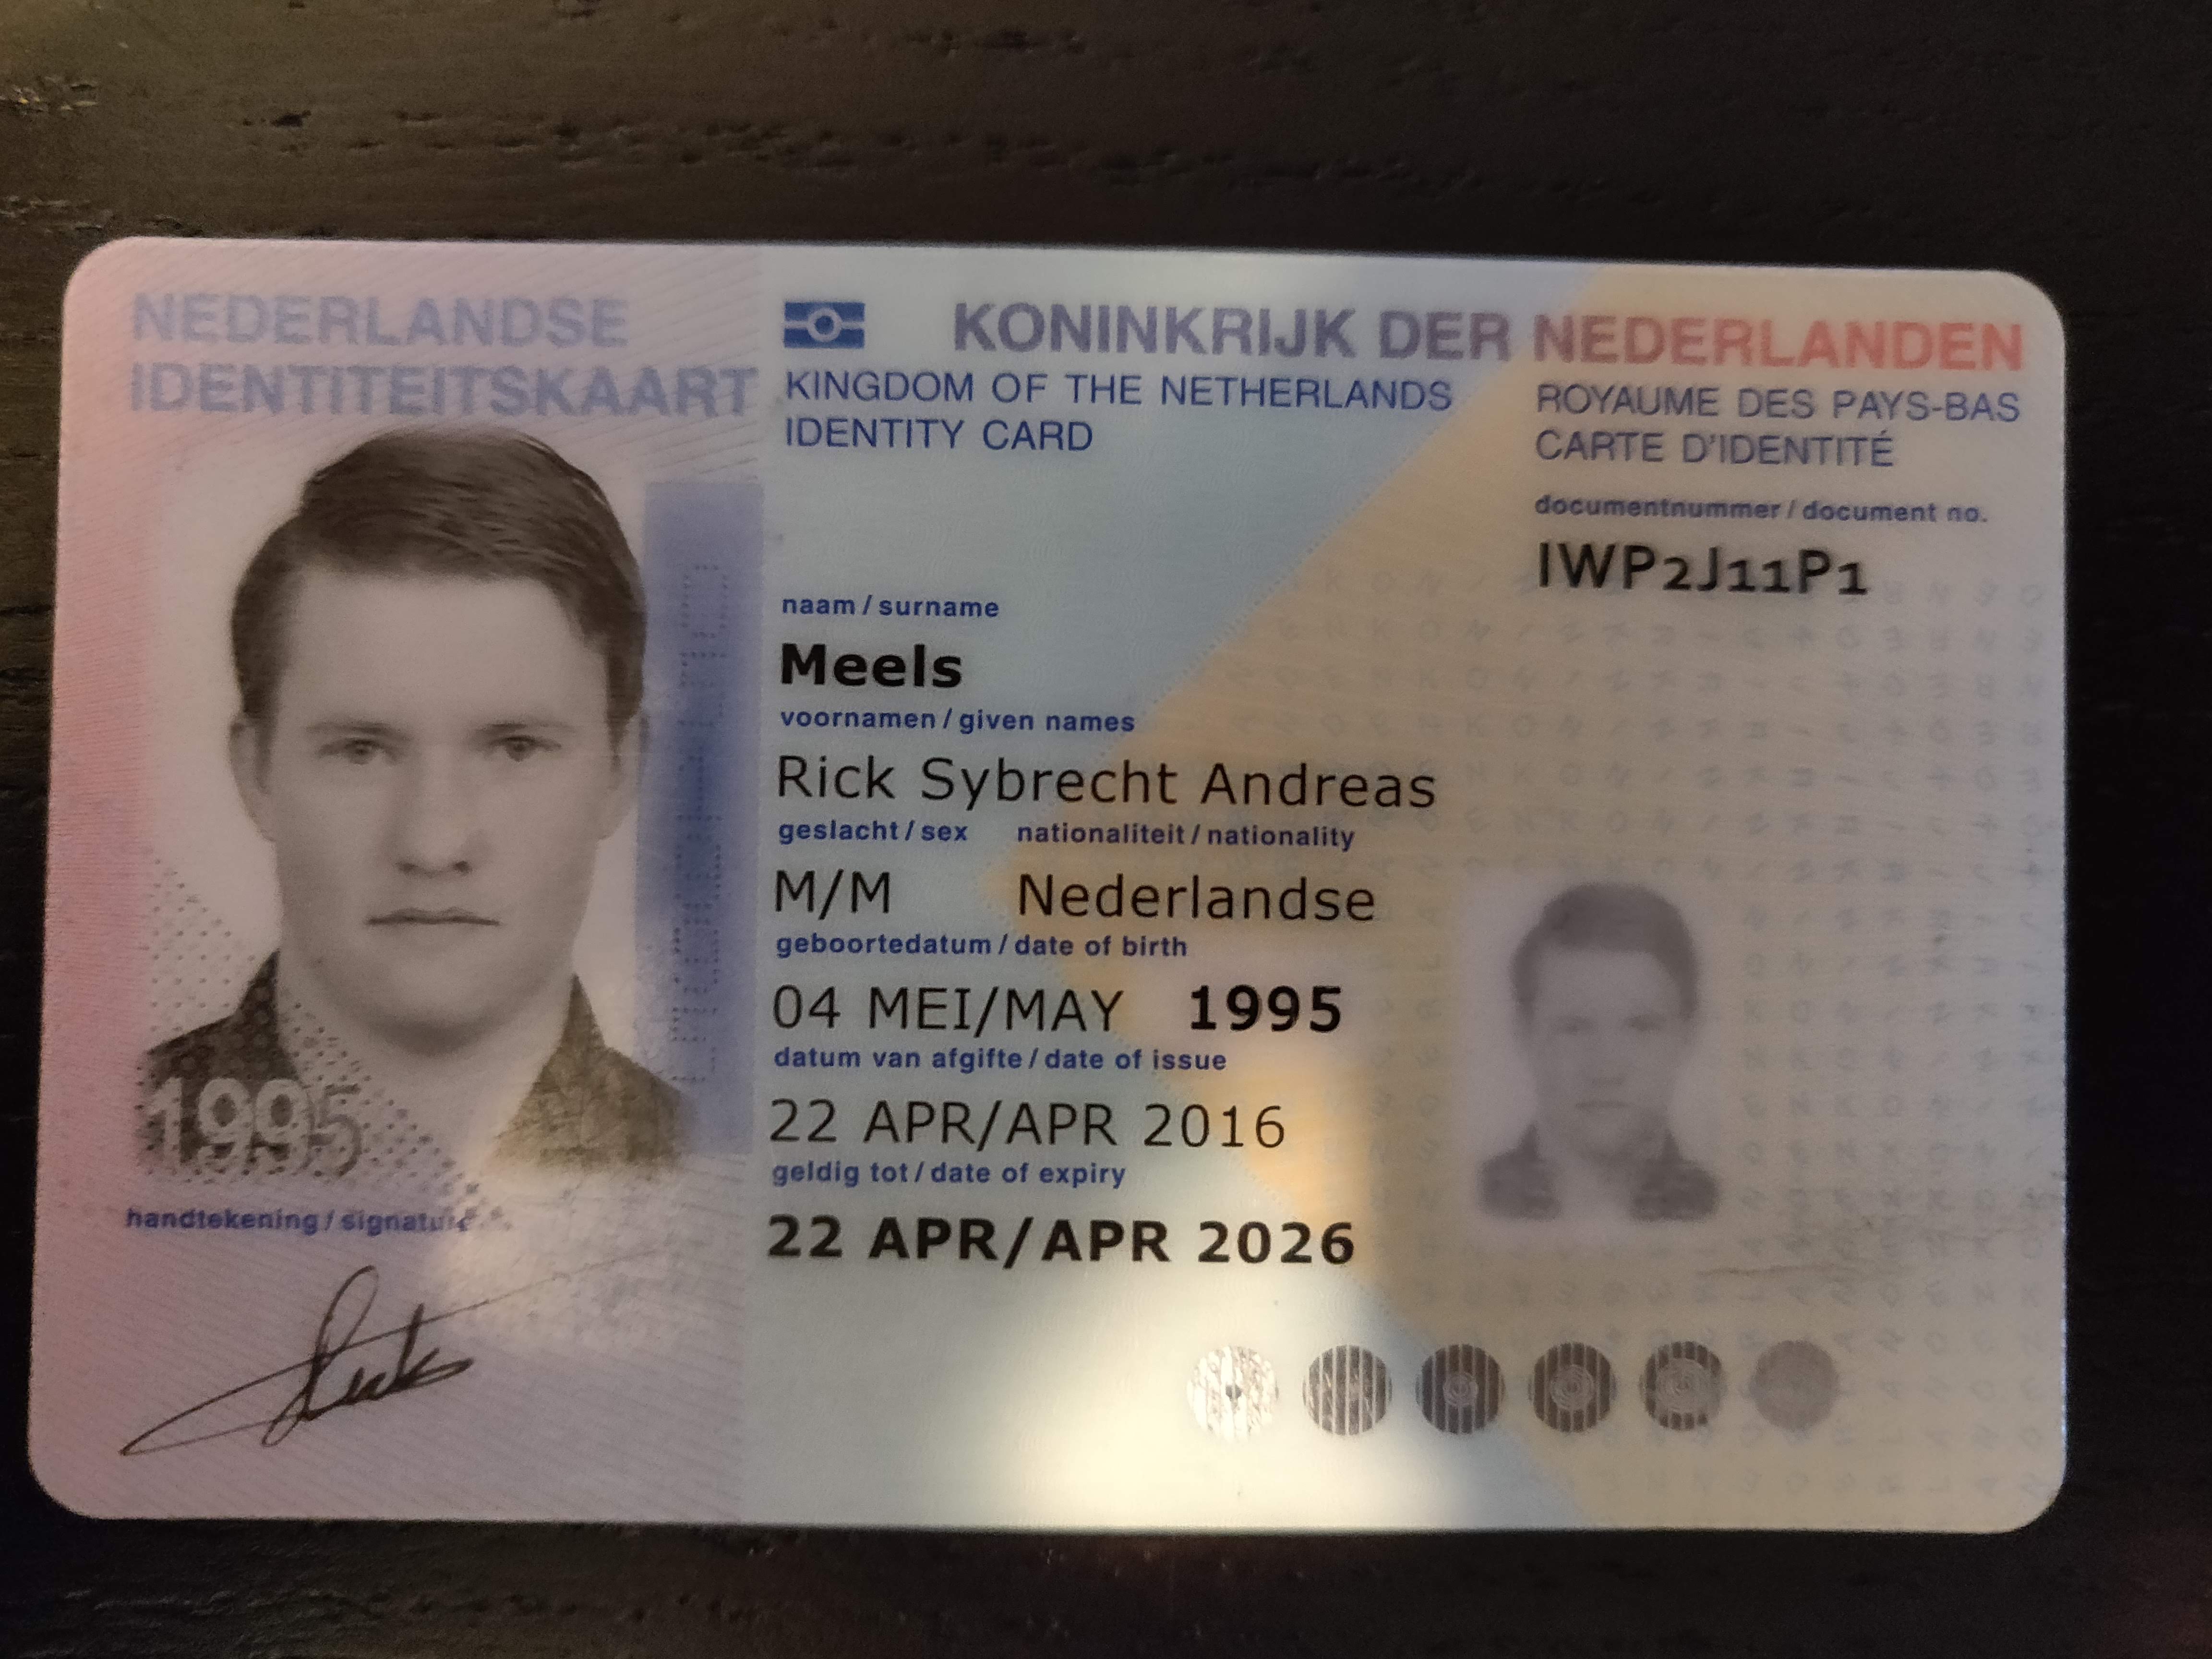 NEDERLANDSE
IDENTITEITSKAART
KONINKRIJK DER NEDERLANDEN
KINGDOM OF THE NETHERLANDS
IDENTITY CARD
ROYAUME DES PAYS-BAS
CARTE D'IDENTITÉ
documentnummer / document no.
IWP2J11P1
naam / surname
Meels
voornamen / given names
Rick Sybrecht Andreas
geslacht / sex nationaliteit / nationality
M/M Nederlandse
geboortedatum / date of birth
04 MEI/MAY 1995
datum van afgifte / date of issue
22 APR/APR 2016
geldig tot / date of expiry
22 APR/APR 2026
1995
handtekening / signature